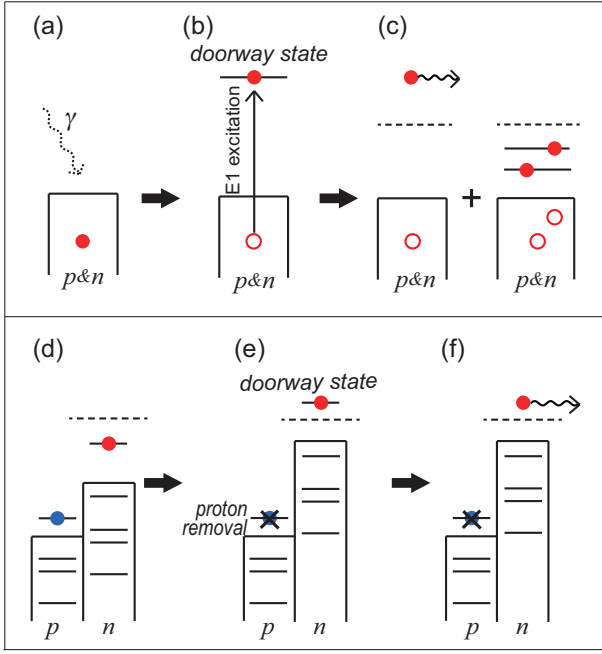 (a)
(b)
(c)
doorway state
γ
E1 excitation
+
p&n
p&n
p&n
p&n
(d)
(e)
(f)
doorway state
proton
removal
p
n
p
n
p
n